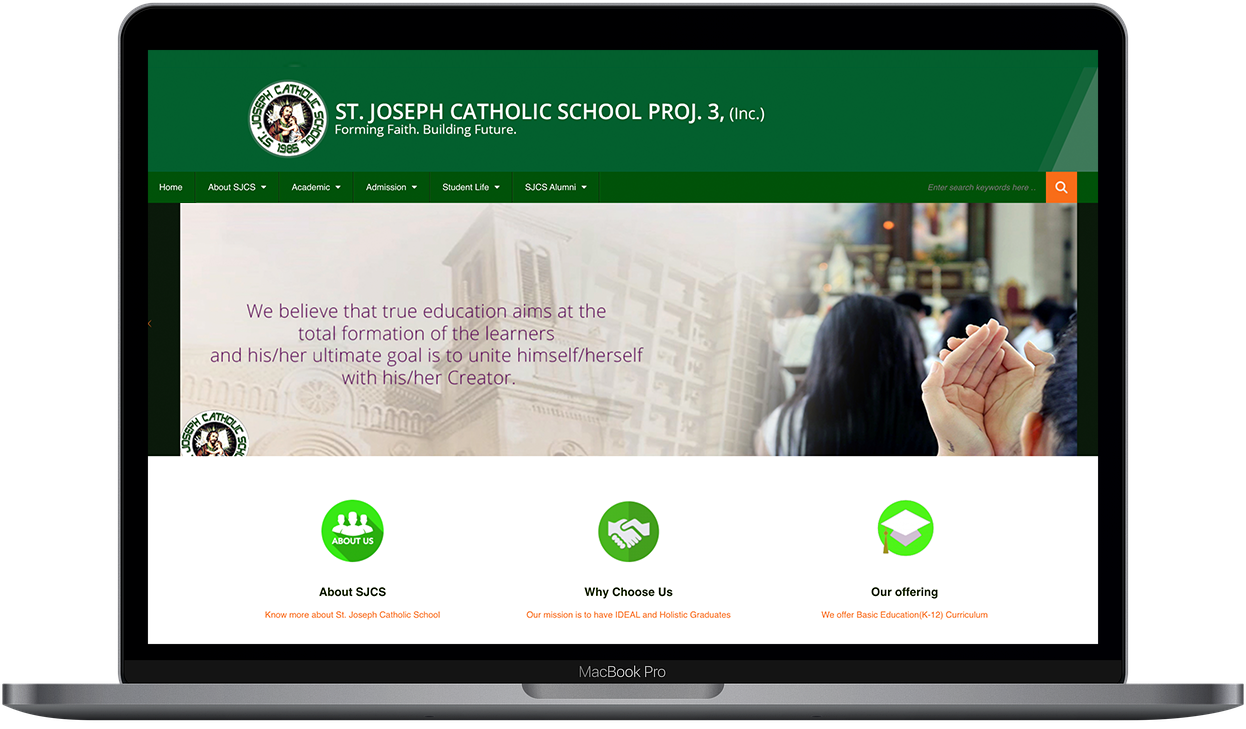 ST. JOSEPH CATHOLIC SCHOOL
1985
ST. JOSEPH CATHOLIC SCHOOL PROJ. 3, (Inc.)
Forming Faith. Building Future.
Home
About SJCS
Academic
Admission
Student Life
SJCS Alumni
Enter search keywords here ...
We believe that true education aims at the
total formation of the learners
and his/her ultimate goal is to unite himself/herself
with his/her Creator.
JOSEPH CATHOLIC SCHO
ABOUT US
About SJCS
Why Choose Us
Our offering
Know more about St. Joseph Catholic School
Our mission is to have IDEAL and Holistic Graduates
We offer Basic Education(K-12) Curriculum
MacBook Pro